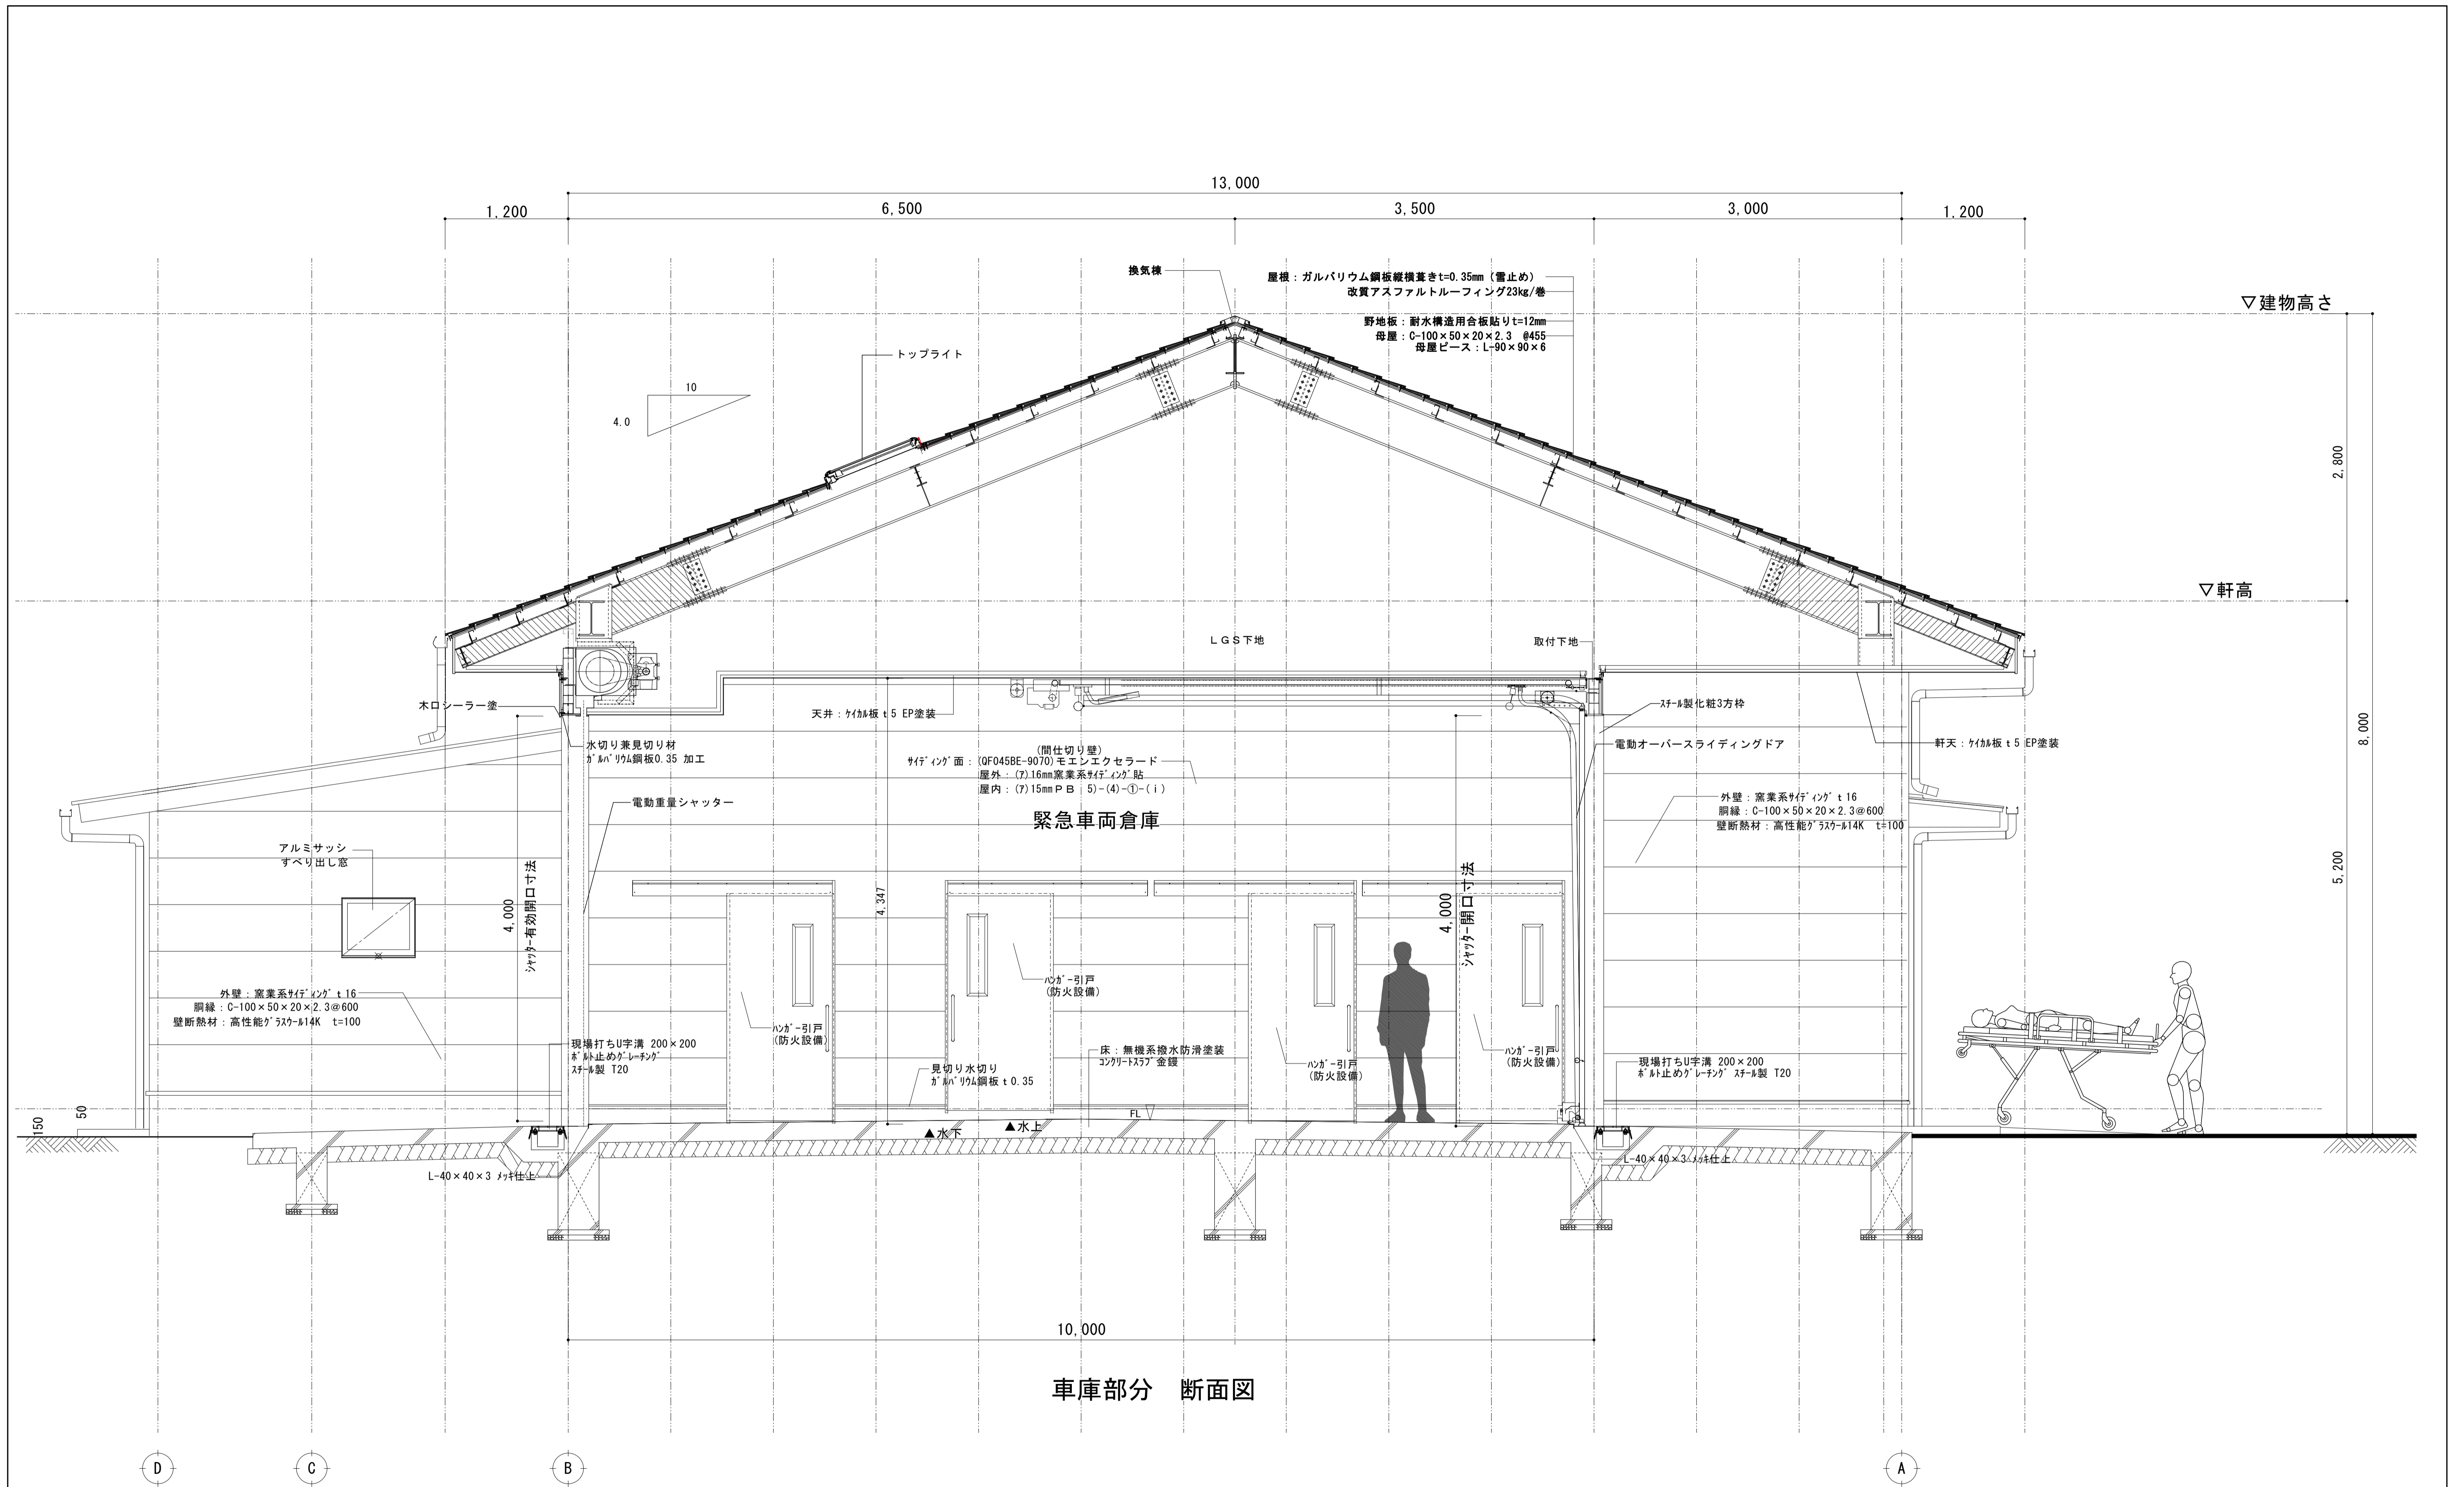 13,000
1,200
6,500
3,500
3,000
1,200
換気棟
屋根：ガルバリウム鋼板縦横葺きt=0.35mm（雪止め）
改質アスファルトルーフィング23kg/巻
野地板：耐水構造用合板貼りt=12mm
母屋：C-100×50×20×2.3　@455
母屋ピース：L-90×90×6
▽建物高さ
トップライト
10
4.0
2,800
8,000
▽軒高
ＬＧＳ下地
取付下地
木口シーラー塗
天井：ｹｲｶﾙ板ｔ5 EP塗装
ｽﾁｰﾙ製化粧3方枠
水切り兼見切り材
ｶﾞﾙﾊﾞﾘｳﾑ鋼板0.35 加工
(間仕切り壁)
ｻｲﾃﾞｨﾝｸﾞ面：(QF045BE-9070)モエンエクセラード
屋外：(ｱ)16mm窯業系ｻｲﾃﾞｨﾝｸﾞ貼
屋内：(ｱ)15mmＰＢ　5)-(4)-①-(ｉ)
電動オーバースライディングドア
軒天：ｹｲｶﾙ板ｔ5 EP塗装
電動重量シャッター
緊急車両倉庫
外壁：窯業系ｻｲﾃﾞｨﾝｸﾞｔ16
胴縁：C-100×50×20×2.3@600
壁断熱材：高性能ｸﾞﾗｽｳｰﾙ14K　t=100
アルミサッシ
すべり出し窓
4,000
ｼｬｯﾀｰ有効開口寸法
4,347
4,000
ｼｬｯﾀｰ開口寸法
5,200
外壁：窯業系ｻｲﾃﾞｨﾝｸﾞｔ16
胴縁：C-100×50×20×2.3@600
壁断熱材：高性能ｸﾞﾗｽｳｰﾙ14K　t=100
ﾊﾝｶﾞｰ引戸
(防火設備)
ﾊﾝｶﾞｰ引戸
(防火設備)
ﾊﾝｶﾞｰ引戸
(防火設備)
ﾊﾝｶﾞｰ引戸
(防火設備)
現場打ちU字溝 200×200
ﾎﾞﾙﾄ止めｸﾞﾚｰﾁﾝｸﾞ
ｽﾁｰﾙ製 T20
見切り水切り
ｶﾞﾙﾊﾞﾘｳﾑ鋼板ｔ0.35
床：無機系撥水防滑塗装
ｺﾝｸﾘｰﾄｽﾗﾌﾞ金鏝
現場打ちU字溝 200×200
ﾎﾞﾙﾄ止めｸﾞﾚｰﾁﾝｸﾞ ｽﾁｰﾙ製 T20
150
50
FL
▲水下
▲水上
L-40×40×3 ﾒｯｷ仕上
L-40×40×3 ﾒｯｷ仕上
10,000
車庫部分　断面図
D
C
B
A